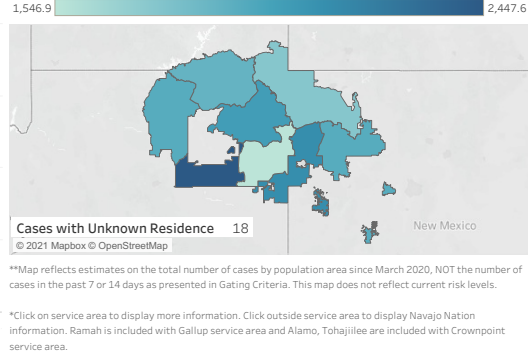 1,546.9 2,447.6
New Mexico
Cases with Unknown Residence 18
© 2021 Mapbox © OpenStreetMap
**Map reflects estimates on the total number of cases by population area since March 2020, NOT the number of
cases in the past 7 or 14 days as presented in Gating Criteria. This map does not reflect current risk levels.
*Click on service area to display more information. Click outside service area to display Navajo Nation
information. Ramah is included with Gallup service area and Alamo, Tohajiilee are included with Crownpoint
service area.